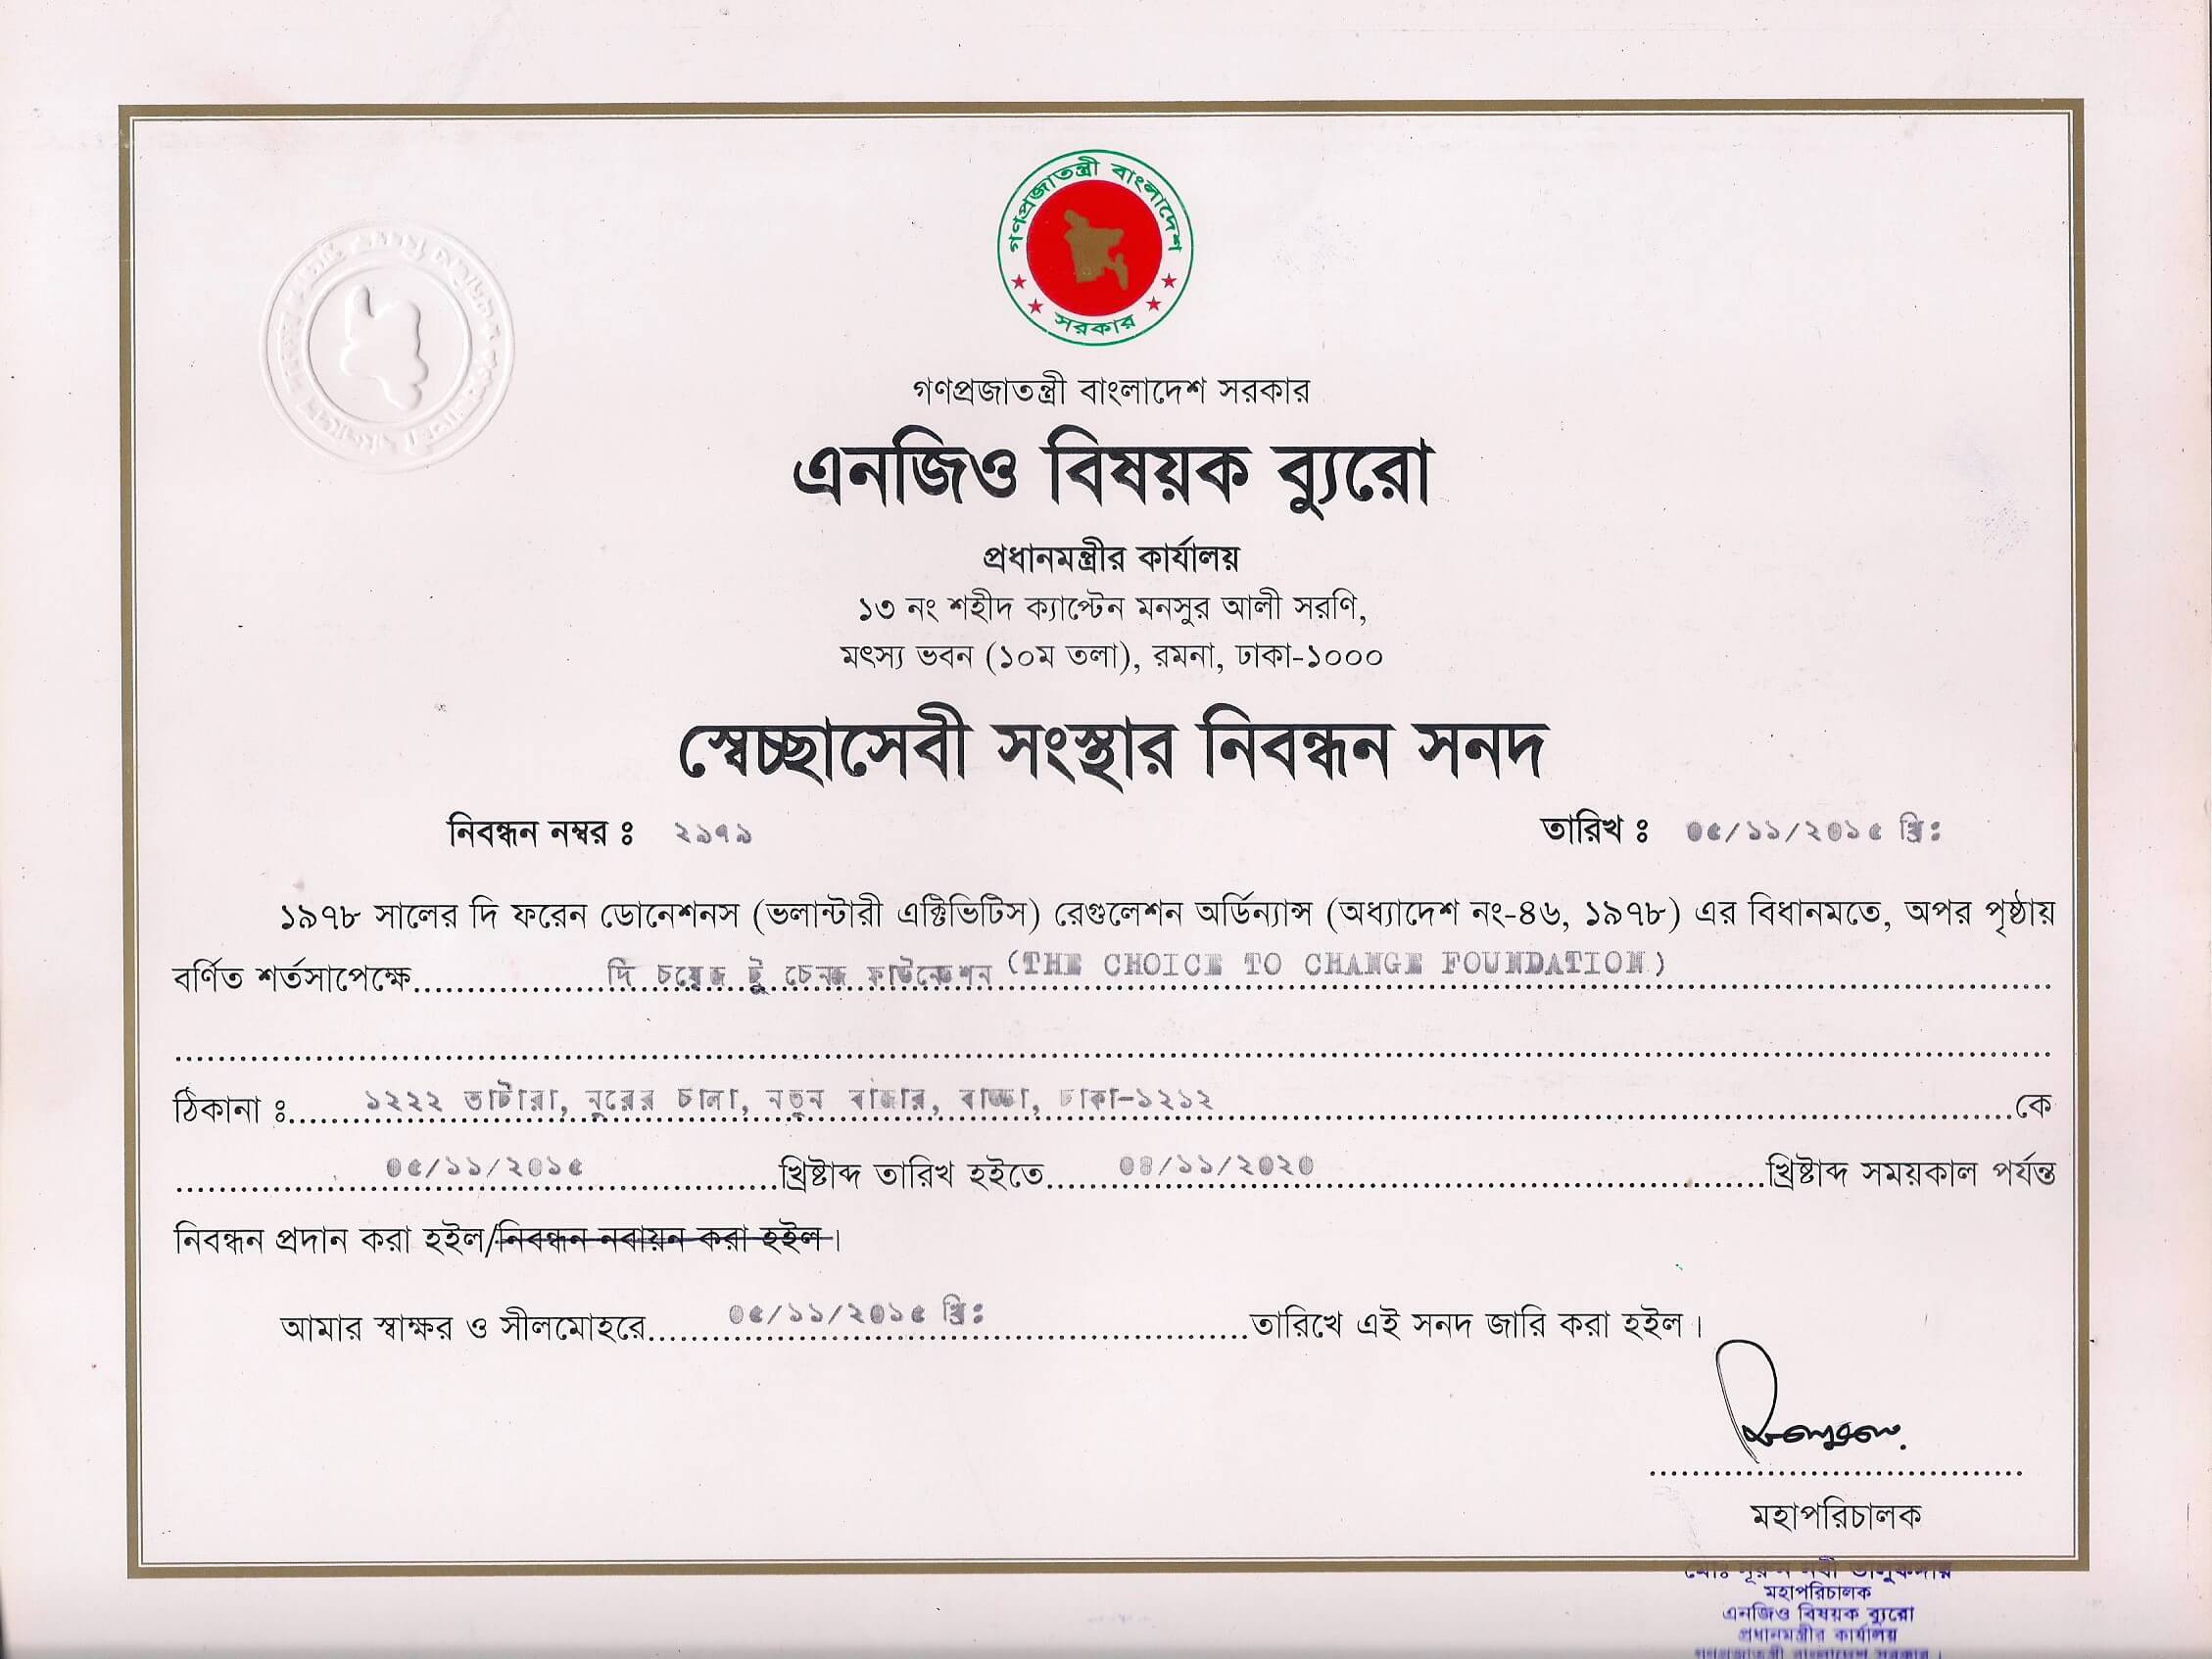 গণপ্রজাতন্ত্রী বাংলাদেশ
সরকার
গণপ্রজাতন্ত্রী বাংলাদেশ সরকার
এনজিও বিষয়ক ব্যুরো
প্রধানমন্ত্রীর কার্যালয়
১৩ নং শহীদ ক্যাপ্টেন মনসুর আলী সরণি,
মৎস্য ভবন (১০ম তলা), রমনা, ঢাকা-১০০০
স্বেচ্ছাসেবী সংস্থার নিবন্ধন সনদ
নিবন্ধন নম্বর ঃ ২৯৭৯ তারিখ ঃ ০৫/১১/২০১৫ খ্রি:
১৯৭৮ সালের দি ফরেন ডোনেশনস (ভলান্টারী এক্টিভিটিস) রেগুলেশন অর্ডিন্যান্স (অধ্যাদেশ নং-৪৬, ১৯৭৮) এর বিধানমতে, অপর পৃষ্ঠায়
বর্ণিত শর্তসাপেক্ষে দি চয়েজ টু চেনজ ফাউন্ডেশন (THE CHOICE TO CHANGE FOUNDATION)
ঠিকানা ঃ ১২২২ ভাটারা, নুরের চালা, নতুন বাজার, বাড্ডা, ঢাকা-১২১২ কে
০৫/১১/২০১৫ খ্রিষ্টাব্দ তারিখ হইতে ০৪/১১/২০২০ খ্রিষ্টাব্দ সময়কাল পর্যন্ত
নিবন্ধন প্রদান করা হইল/নিবন্ধন নবায়ন করা হইল।
আমার স্বাক্ষর ও সীলমোহরে ০৫/১১/২০১৫ খ্রি: তারিখে এই সনদ জারি করা হইল।
মহাপরিচালক
মহাপরিচালক
এনজিও বিষয়ক ব্যুরো
প্রধানমন্ত্রীর কার্যালয়